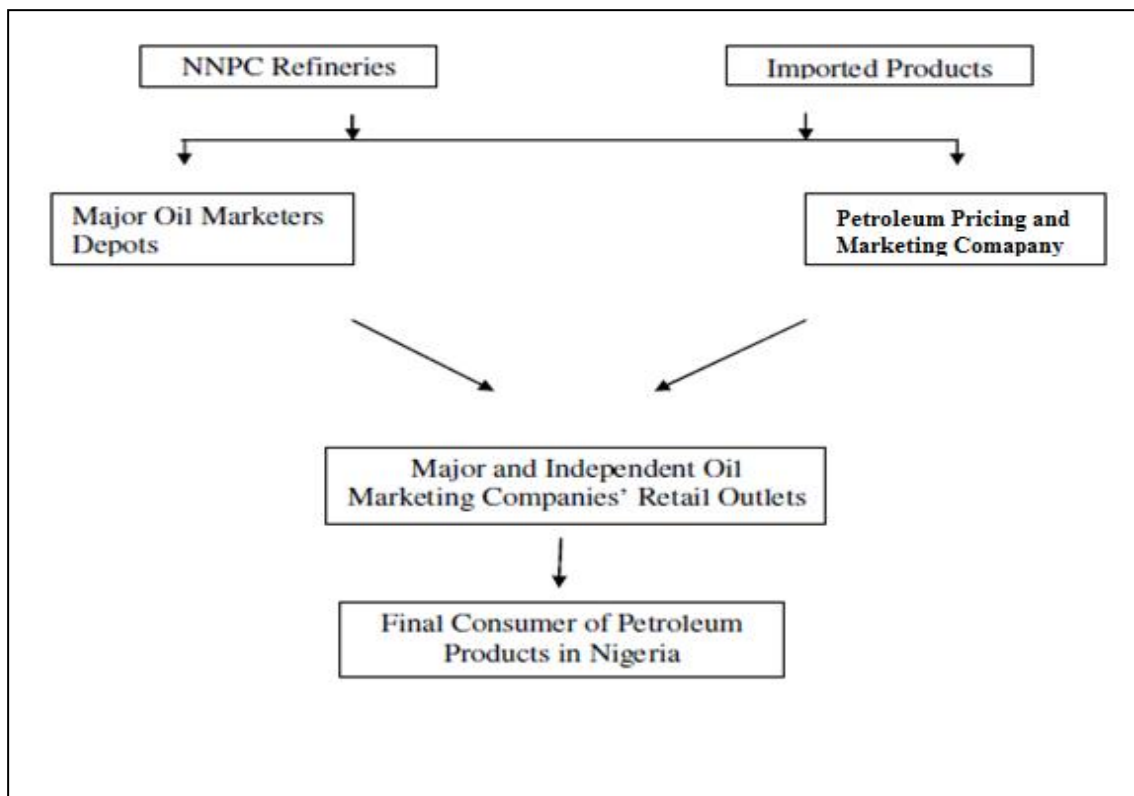 NNPC Refineries
Imported Products
Major Oil Marketers
Depots
Petroleum Pricing and
Marketing Comapany
Major and Independent Oil
Marketing Companies' Retail Outlets
Final Consumer of Petroleum
Products in Nigeria